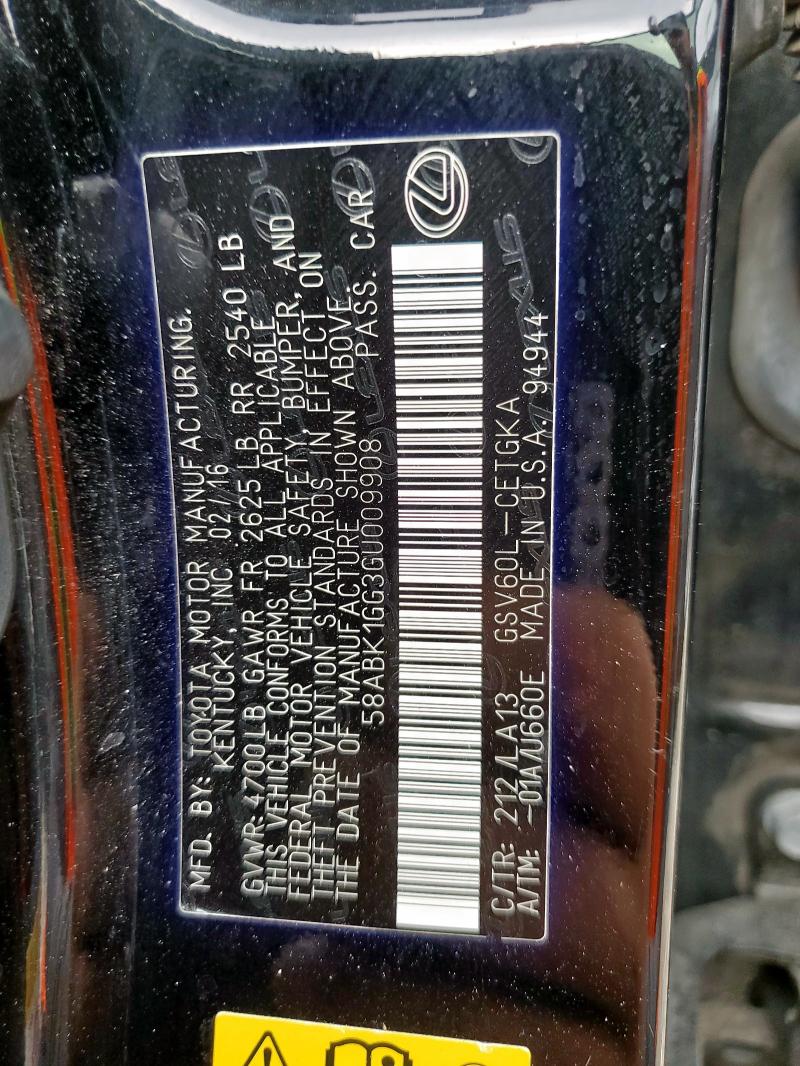 MFD. BY: TOYOTA MOTOR MANUFACTURING.
KENTUCKY, INC 02/16
GVWR: 4700 LB GAWR FR 2625 LB RR 2540 LB
THIS VEHICLE CONFORMS TO ALL APPLICABLE
FEDERAL MOTOR VEHICLE SAFETY, BUMPER, AND
THEFT PREVENTION STANDARDS IN EFFECT ON
THE DATE OF MANUFACTURE SHOWN ABOVE.
58ABK1GG3GU009908 PASS. CAR
C/TR: 212/LA13 GSV60L-CETGKA
A/TM: -01A/U660E MADE IN U.S.A. 94944